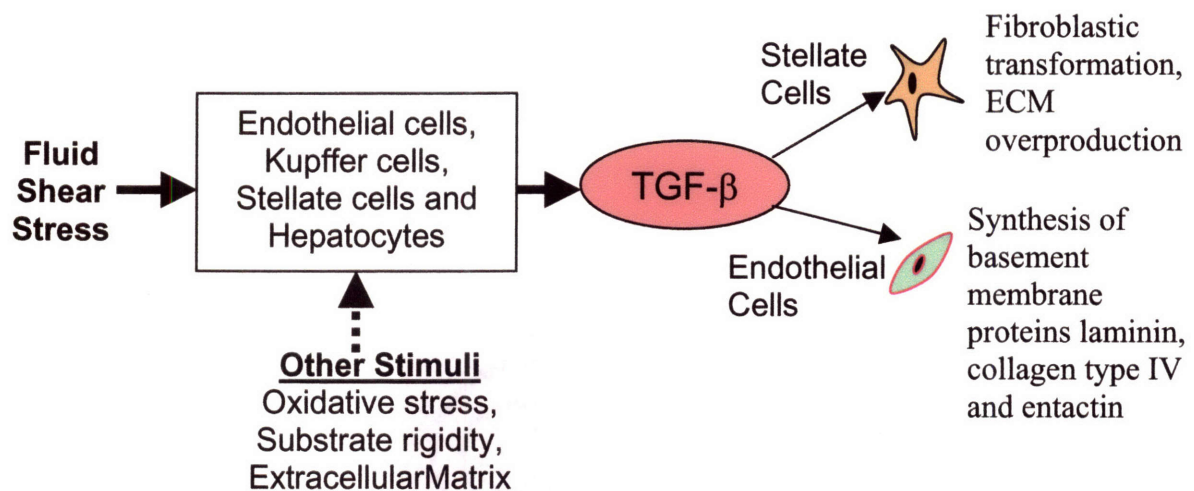 Fluid
Shear
Stress
Endothelial cells,
Kupffer cells,
Stellate cells and
Hepatocytes
Other Stimuli
Oxidative stress,
Substrate rigidity,
ExtracellularMatrix
TGF-β
Stellate
Cells
Fibroblastic
transformation,
ECM
overproduction
Endothelial
Cells
Synthesis of
basement
membrane
proteins laminin,
collagen type IV
and entactin